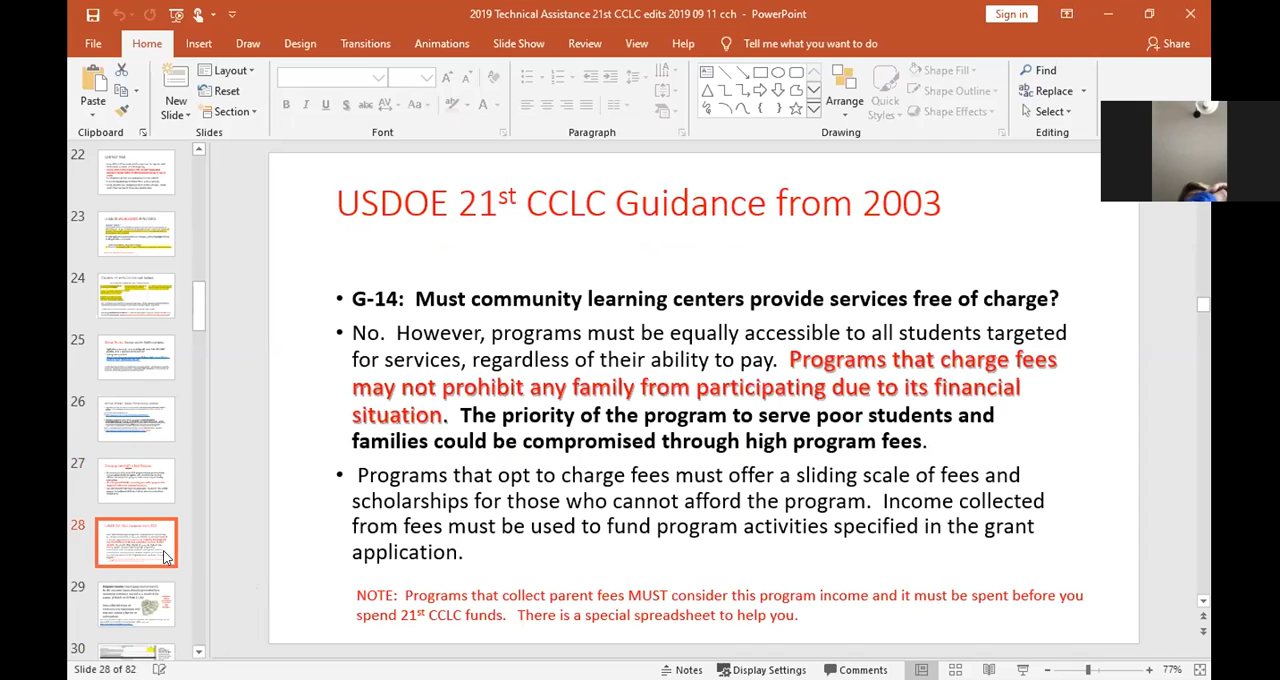 2019 Technical Assistance 21st CCLC edits 2019 09 11 cch - PowerPoint
Sign in
File Home Insert Draw Design Transitions Animations Slide Show Review View Help Tell me what you want to do Share
Paste
New Slide
Layout
Reset
Section
B I U S abc AV Aa A
Arrange
Quick Styles
Shape Fill
Shape Outline
Shape Effects
Find
Replace
Select
Clipboard Slides Font Paragraph Drawing Editing
22
23
24
25
26
27
28
29
30
USDOE 21st CCLC Guidance from 2003
• G-14: Must community learning centers provide services free of charge?
• No. However, programs must be equally accessible to all students targeted
for services, regardless of their ability to pay. Programs that charge fees
may not prohibit any family from participating due to its financial
situation. The priority of the program to serve poor students and
families could be compromised through high program fees.
• Programs that opt to charge fees must offer a sliding scale of fees and
scholarships for those who cannot afford the program. Income collected
from fees must be used to fund program activities specified in the grant
application.
NOTE: Programs that collect parent fees MUST consider this program income and it must be spent before you
spend 21st CCLC funds. There is a special spreadsheet to help you.
Slide 28 of 82 Notes Display Settings Comments 77%